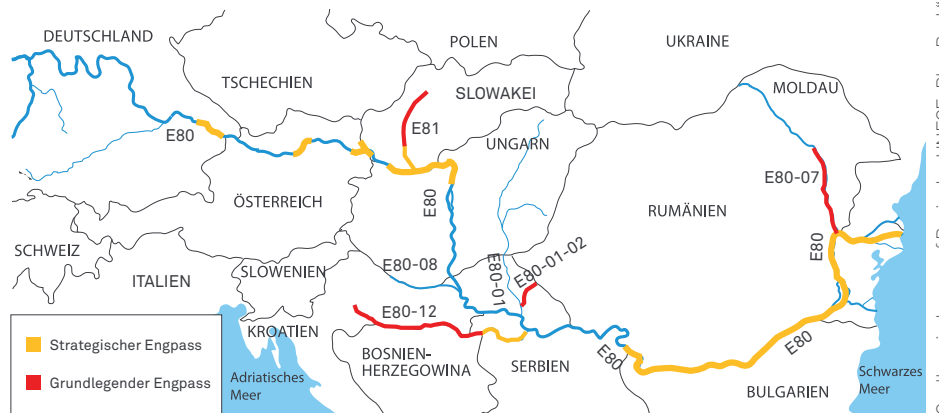 DEUTSCHLAND
POLEN
UKRAINE
TSCHECHIEN
SLOWAKEI
MOLDAU
E80
E81
UNGARN
E80-07
ÖSTERREICH
E80
RUMÄNIEN
SCHWEIZ
E80
ITALIEN
SLOWENIEN
E80-08
E80-01
E80-01-02
E80-12
KROATIEN
Strategischer Engpass
Grundlegender Engpass
BOSNIEN-
HERZEGOWINA
SERBIEN
E80
E80
BULGARIEN
Adriatisches
Meer
Schwarzes
Meer